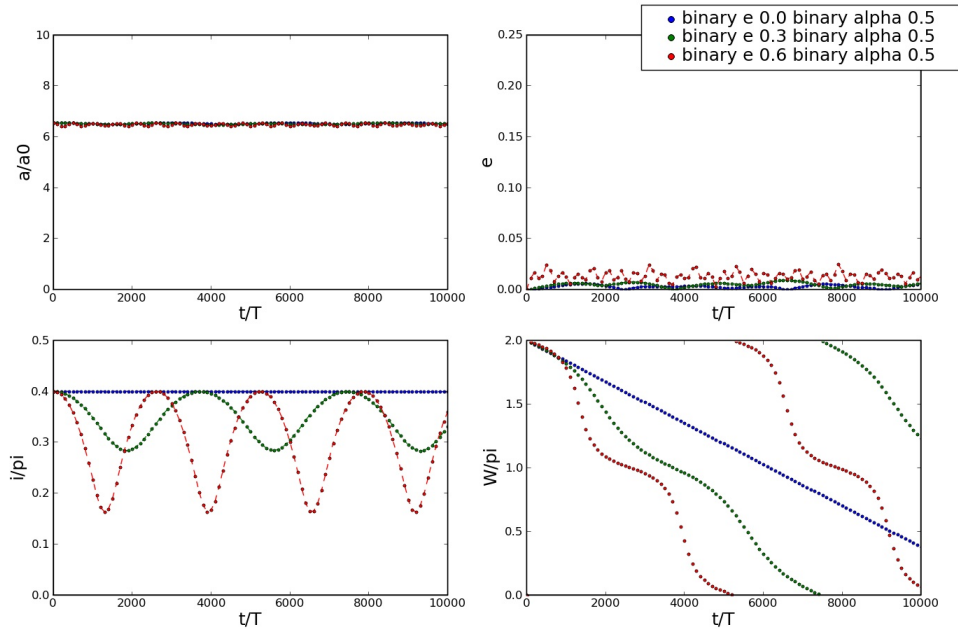 binary e 0.0 binary alpha 0.5
binary e 0.3 binary alpha 0.5
binary e 0.6 binary alpha 0.5
10
8
6
4
2
0
a/a0
0 2000 4000 6000 8000 10000
t/T
0.25
0.20
0.15
0.10
0.05
0.00
e
0 2000 4000 6000 8000 10000
t/T
0.5
0.4
0.3
0.2
0.1
0.0
i/pi
0 2000 4000 6000 8000 10000
t/T
2.0
1.5
1.0
0.5
0.0
W/pi
0 2000 4000 6000 8000 10000
t/T